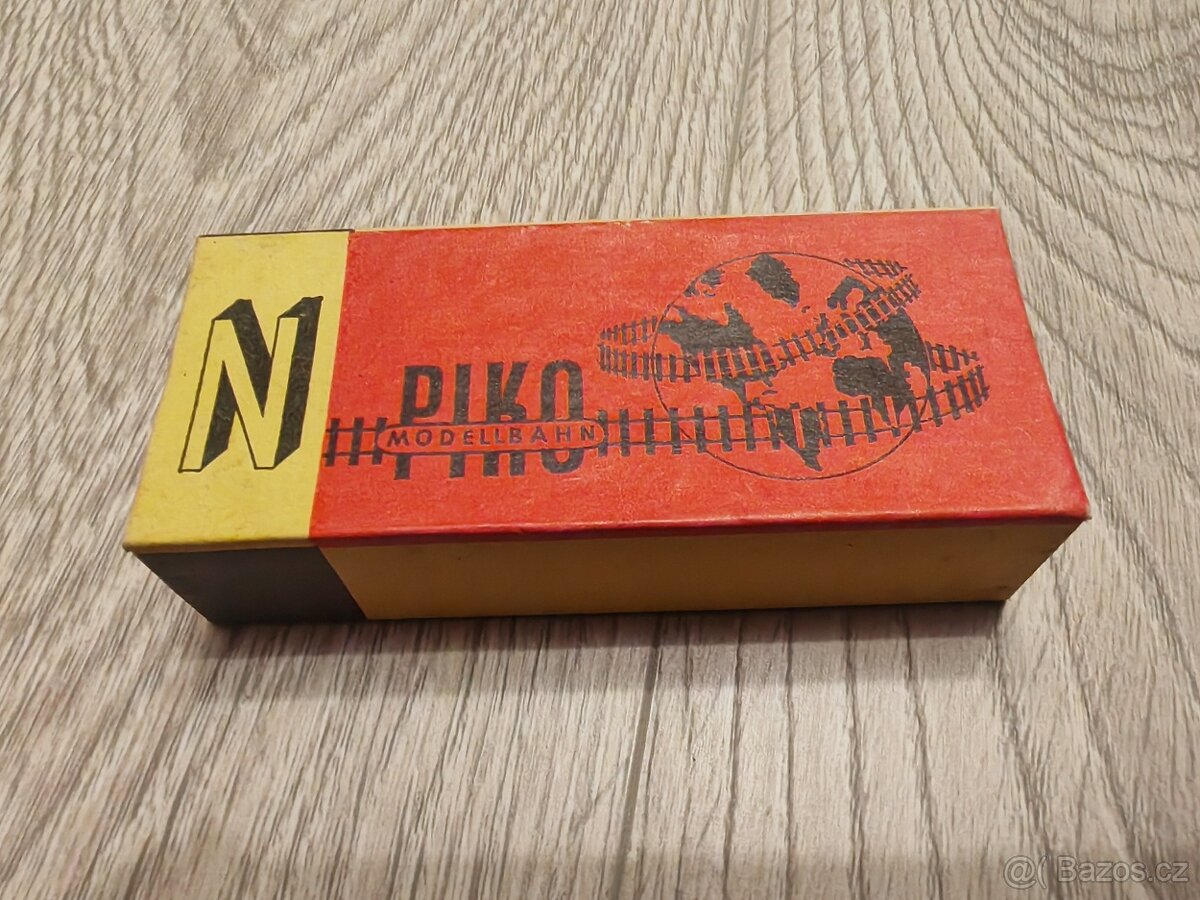 N
PIKO
MODELLBAHN
@( Bazos.cz